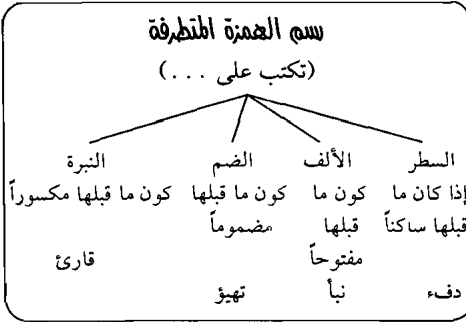 رسم الهمزة المتطرفة
(تكتب على . . . )
السطر الألف الضم النبرة
إذا كان ما كون ما كون ما قبلها كون ما قبلها مكسوراً
قبلها ساكناً قبلها مضموماً
مفتوحاً قارئ
دفء نبأ تهيؤ